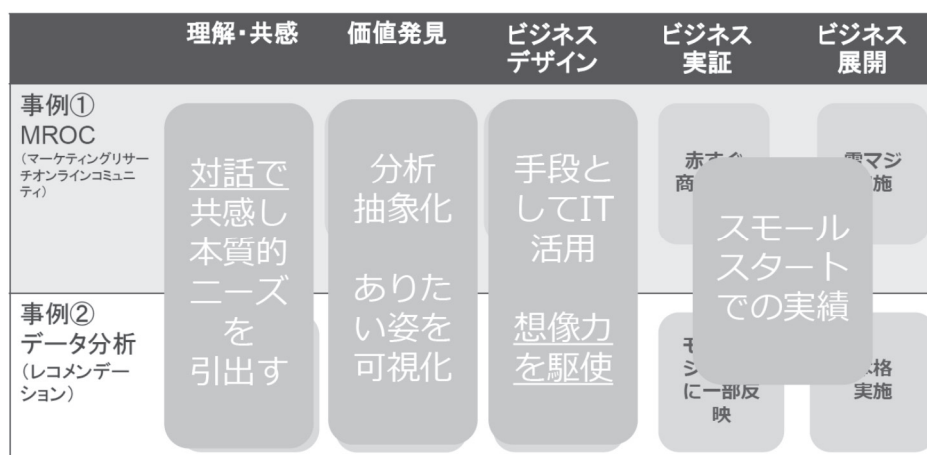 理解・共感
価値発見
ビジネス
デザイン
ビジネス
実証
ビジネス
展開
事例①
MROC
(マーケティングリサー
チオンラインコミュニ
ティ)
対話で
共感し
本質的
ニーズ
を
引出す
分析
抽象化
ありた
い姿を
可視化
手段と
してIT
活用
想像力
を駆使
スモール
スタート
での実績
事例②
データ分析
(レコメンデー
ション)
に一部反
映
実施